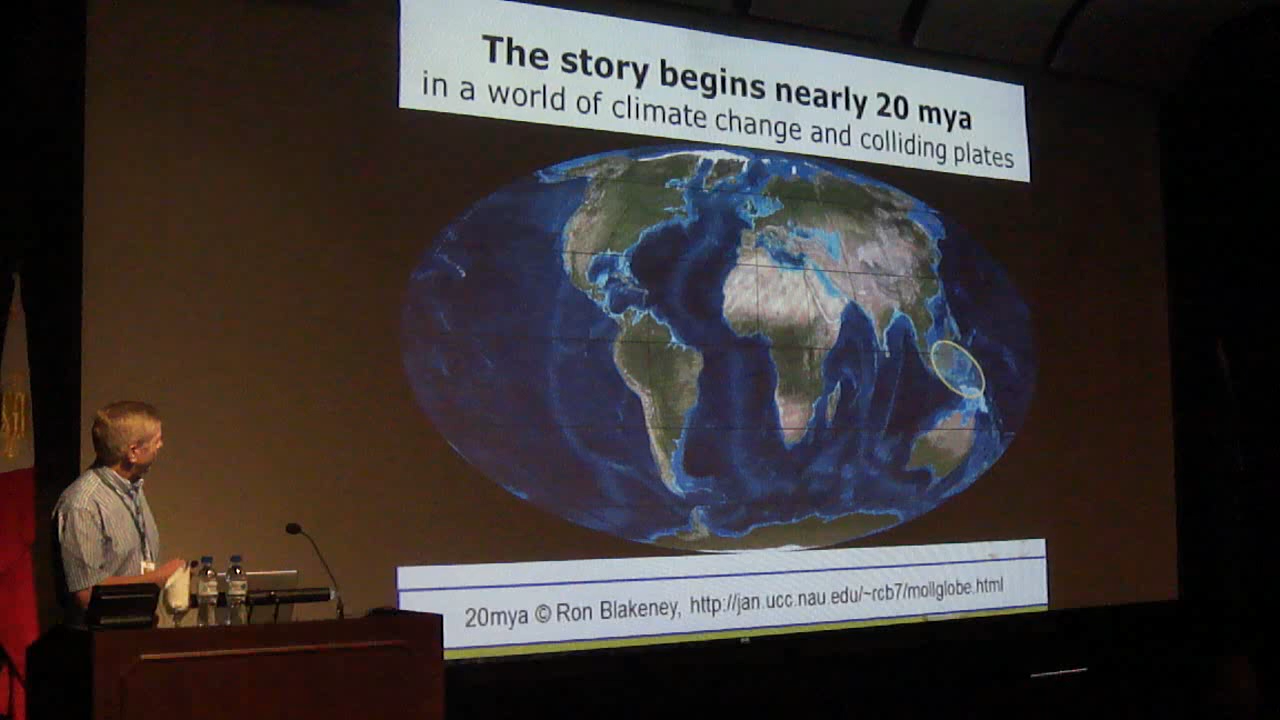 The story begins nearly 20 mya
in a world of climate change and colliding plates
20mya © Ron Blakeney, http://jan.ucc.nau.edu/~rcb7/mollglobe.html